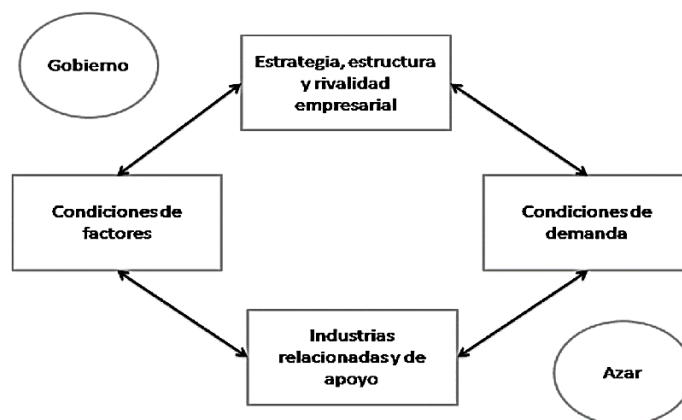 Gobierno
Estrategia, estructura
y rivalidad
empresarial
Condiciones de
factores
Condiciones de
demanda
Industrias
relacionadas y de
apoyo
Azar